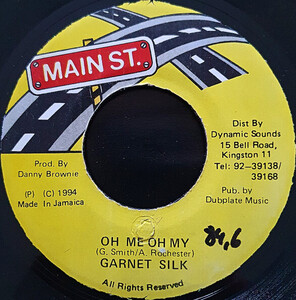 MAIN ST.
Dist By
Dynamic Sounds
15 Bell Road,
Kingston 11
Tel: 92-39138/
39168
Prod. By
Danny Brownie
(P) (C) 1994
Made In Jamaica
Pub. by
Dubplate Music
OH ME OH MY
(G. Smith/A. Rochester)
GARNET SILK
84,6
All Rights Reserved